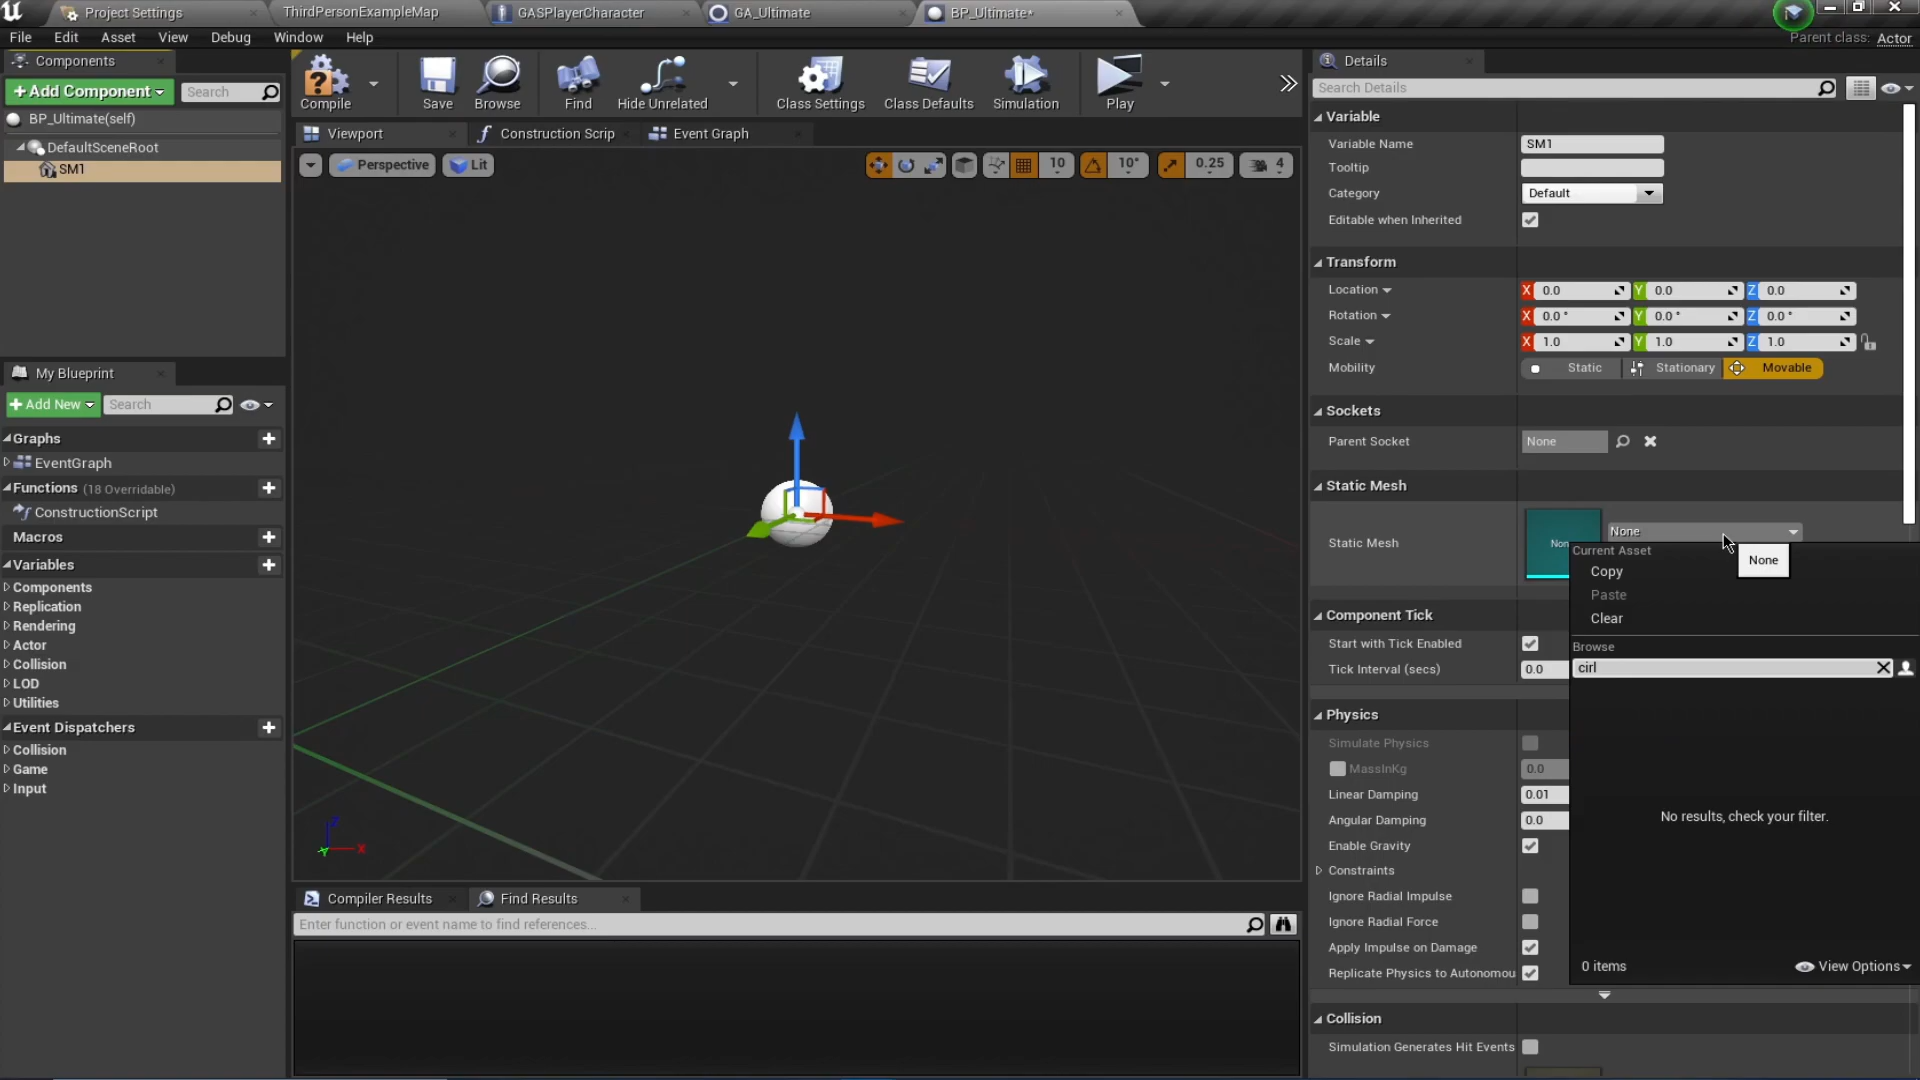 Project Settings
ThirdPersonExampleMap
GASPlayerCharacter
GA_Ultimate
BP_Ultimate*
File Edit Asset View Debug Window Help
Parent class: Actor
Components
+ Add Component
Search
BP_Ultimate(self)
DefaultSceneRoot
SM1
Compile
Save
Browse
Find
Hide Unrelated
Class Settings
Class Defaults
Simulation
Play
Viewport
Construction Scrip
Event Graph
Perspective
Lit
10
10°
0.25
4
My Blueprint
+ Add New
Search
Graphs
EventGraph
Functions (18 Overridable)
ConstructionScript
Macros
Variables
Components
Replication
Rendering
Actor
Collision
LOD
Utilities
Event Dispatchers
Collision
Game
Input
Z
X
Y
Compiler Results
Find Results
Enter function or event name to find references...
Details
Search Details
Variable
Variable Name SM1
Tooltip
Category Default
Editable when Inherited
Transform
Location X 0.0 Y 0.0 Z 0.0
Rotation X 0.0 ° Y 0.0 ° Z 0.0 °
Scale X 1.0 Y 1.0 Z 1.0
Mobility Static Stationary Movable
Sockets
Parent Socket None
Static Mesh
Static Mesh Non None
Current Asset
None
Copy
Paste
Clear
Browse
cirl
No results, check your filter.
0 items
View Options
Component Tick
Start with Tick Enabled
Tick Interval (secs) 0.0
Physics
Simulate Physics
MassInKg 0.0
Linear Damping 0.01
Angular Damping 0.0
Enable Gravity
Constraints
Ignore Radial Impulse
Ignore Radial Force
Apply Impulse on Damage
Replicate Physics to Autonomou
Collision
Simulation Generates Hit Events